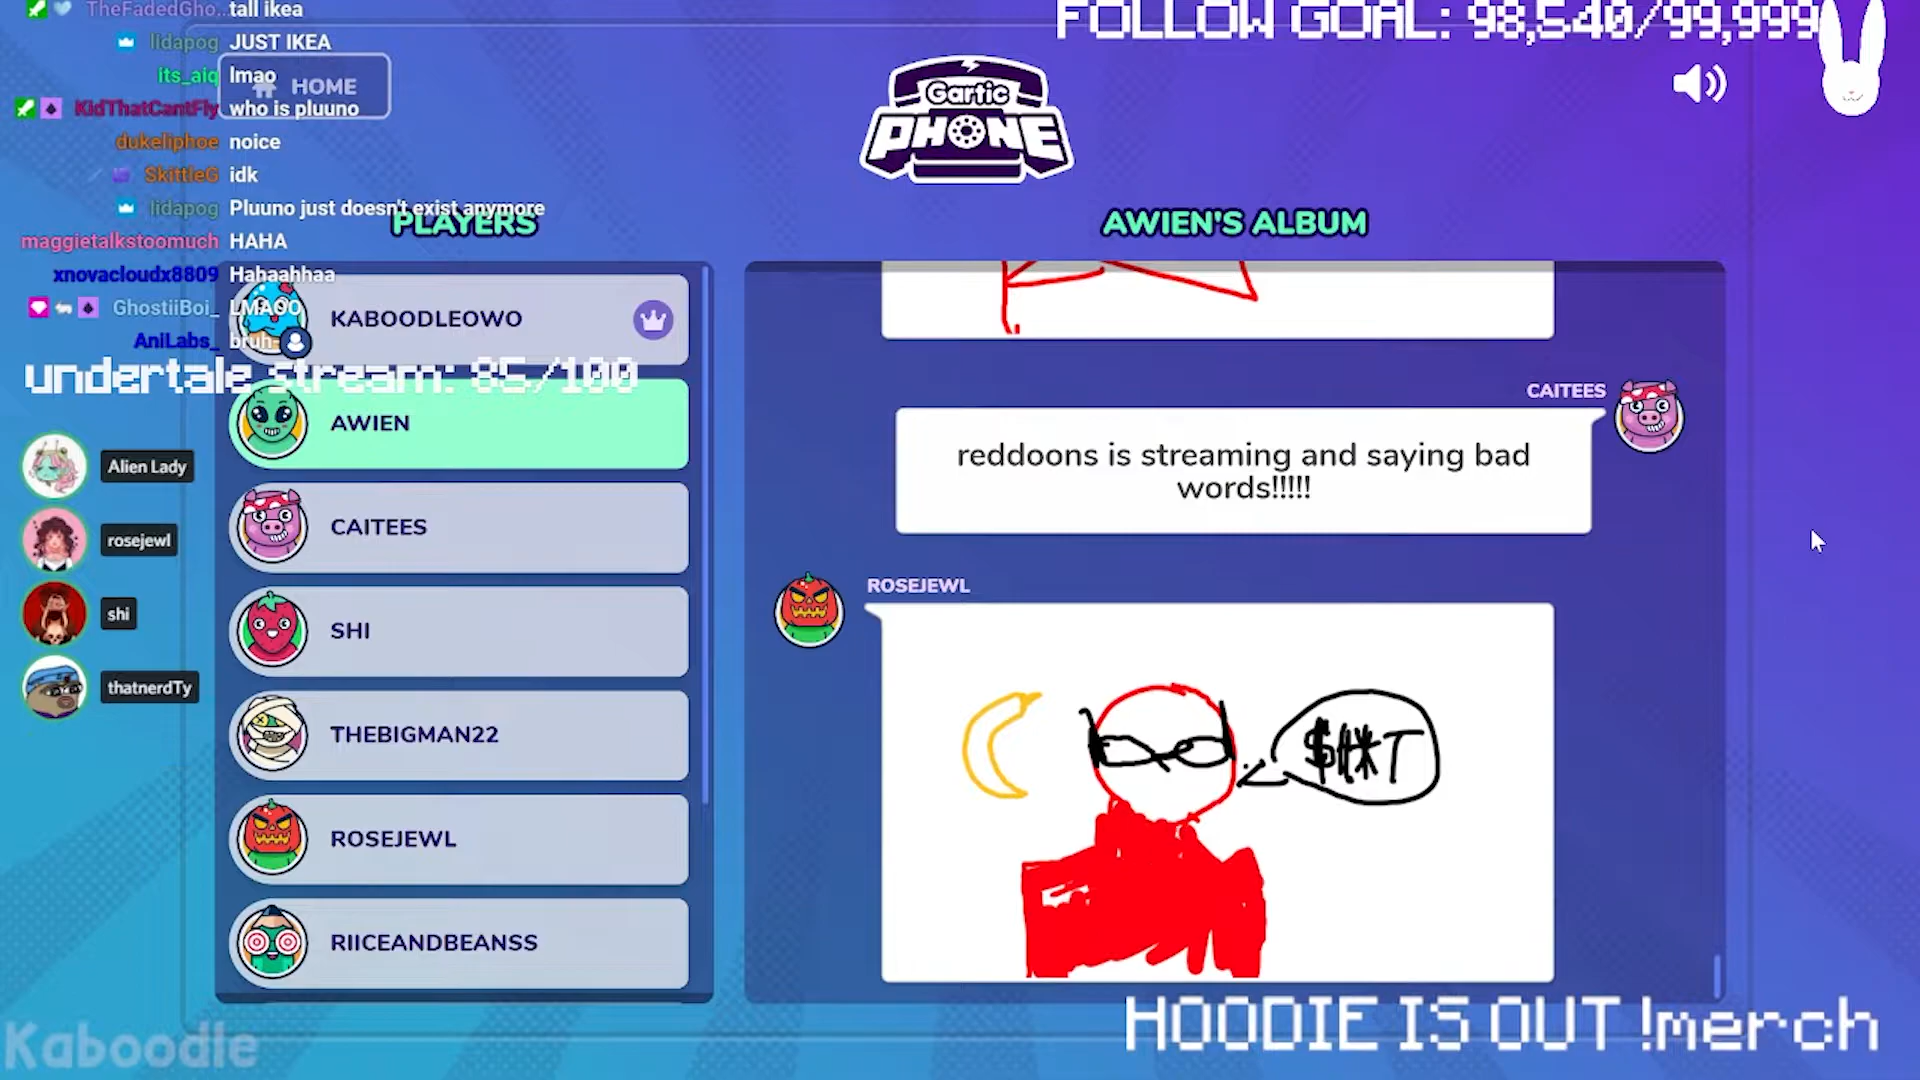 TheFadedGho... tall ikea
lidapog JUST IKEA
its_aiq lmao
KidThatCantFly who is pluuno
dukeliphoe noice
SkittleG idk
lidapog Pluuno just doesn't exist anymore
maggietalkstoomuch HAHA
xnovacloudx8809 Hahaahhaa
GhostiiBoi_ LMAOO
AniLabs_ bruh
undertale stream: 85/100
HOME
FOLLOW GOAL: 98,540/99,999
Gartic
PHONE
PLAYERS
KABOODLEOWO
AWIEN
CAITEES
SHI
THEBIGMAN22
ROSEJEWL
RIICEANDBEANSS
Alien Lady
rosejewl
shi
thatnerdTy
AWIEN'S ALBUM
CAITEES
reddoons is streaming and saying bad
words!!!!!
ROSEJEWL
$H*T
HOODIE IS OUT !merch
Kaboodle